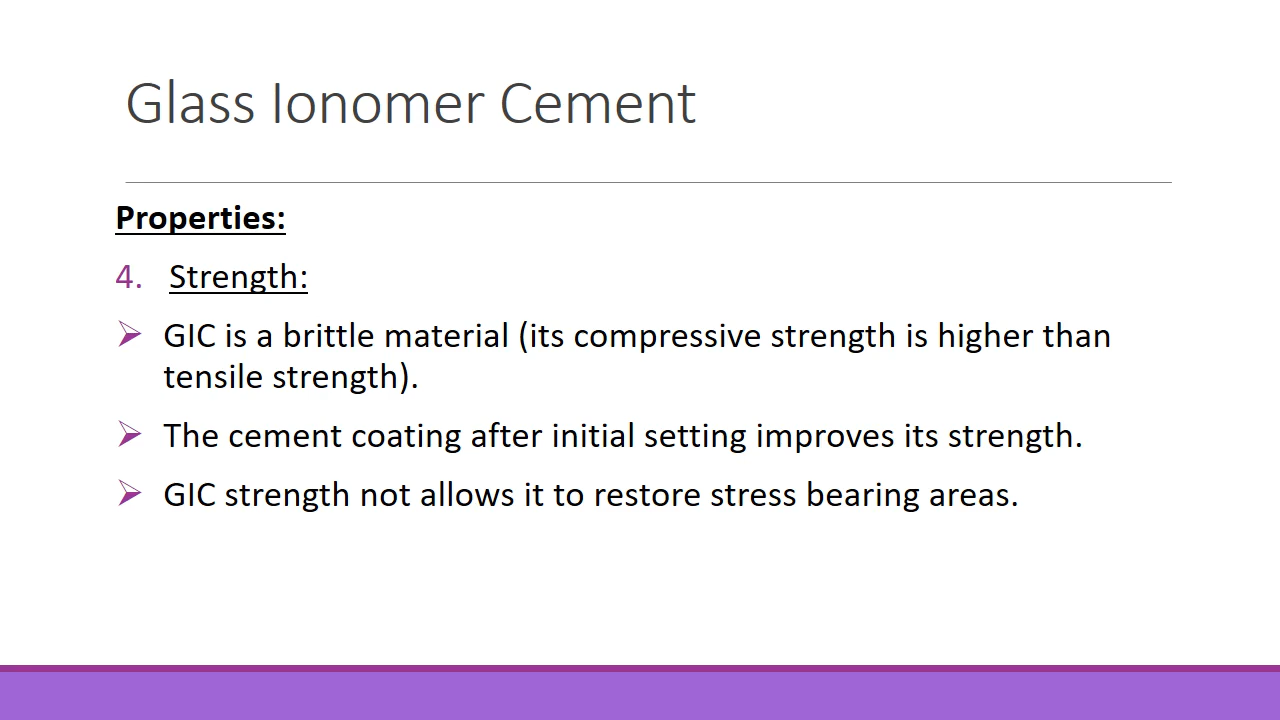 Glass Ionomer Cement
Properties:
4. Strength:
➢ GIC is a brittle material (its compressive strength is higher than
tensile strength).
➢ The cement coating after initial setting improves its strength.
➢ GIC strength not allows it to restore stress bearing areas.